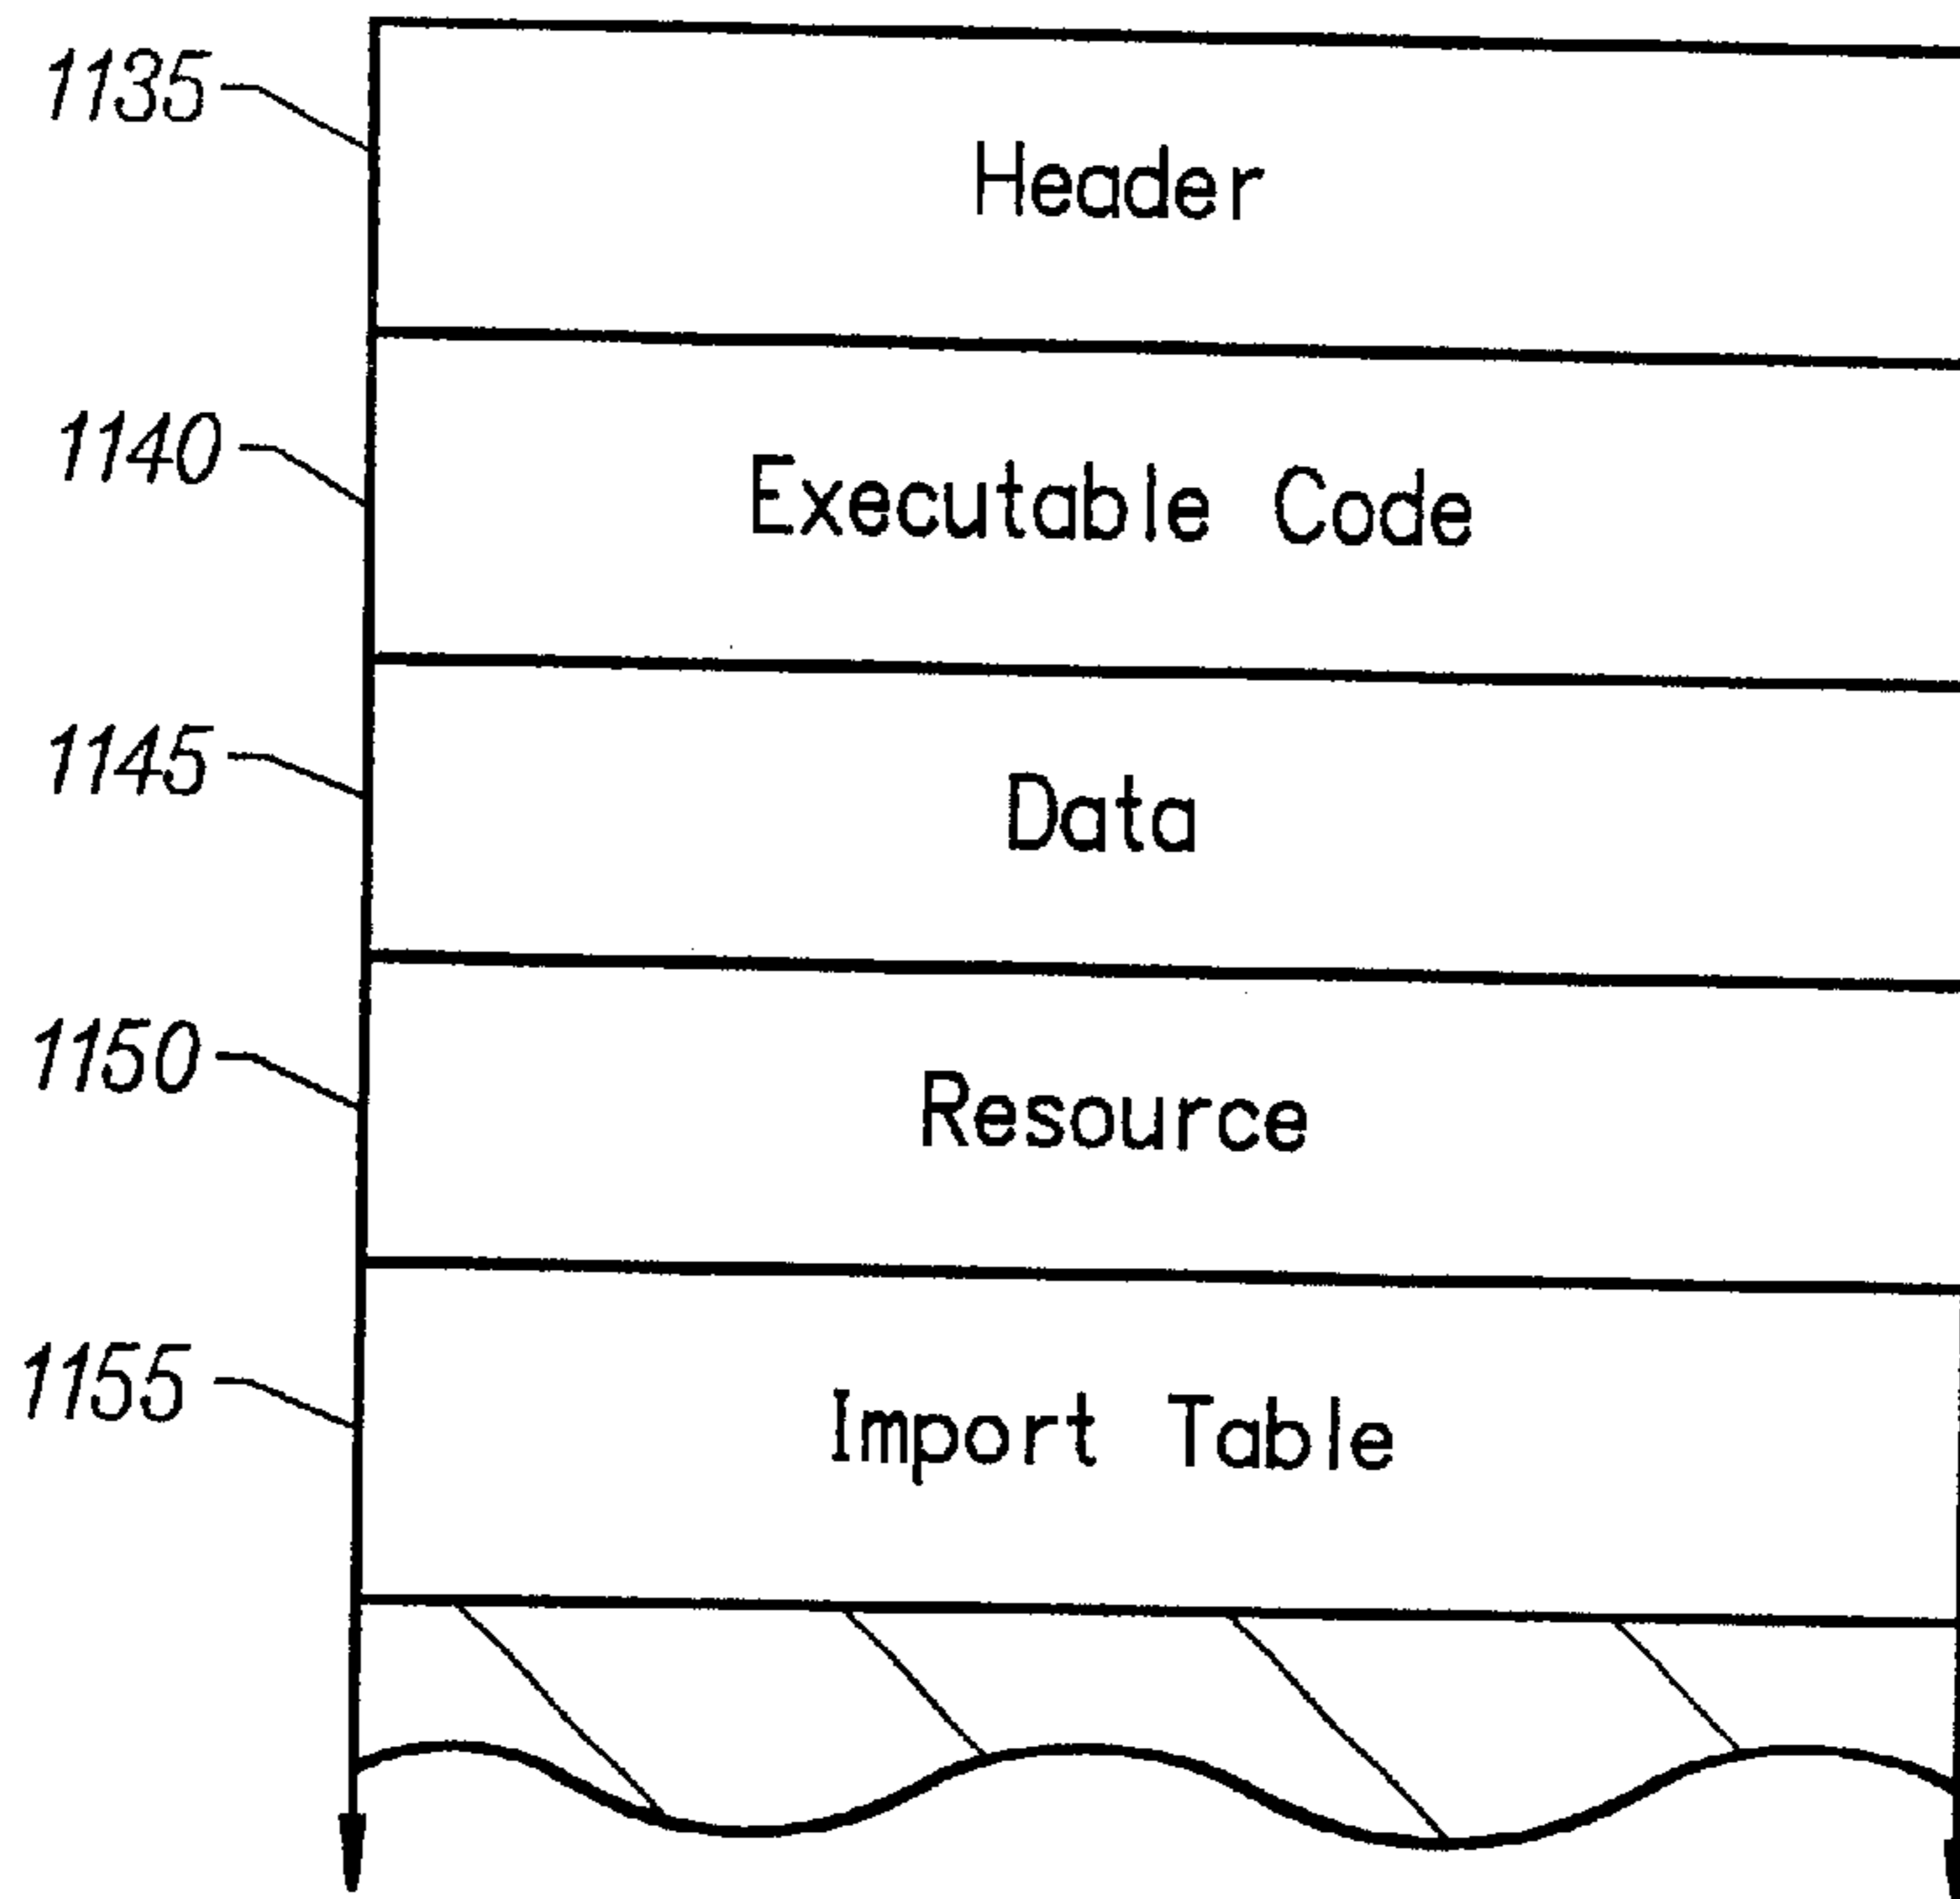 1135
Header
1140
Executable Code
1145
Data
1150
Resource
1155
Import Table